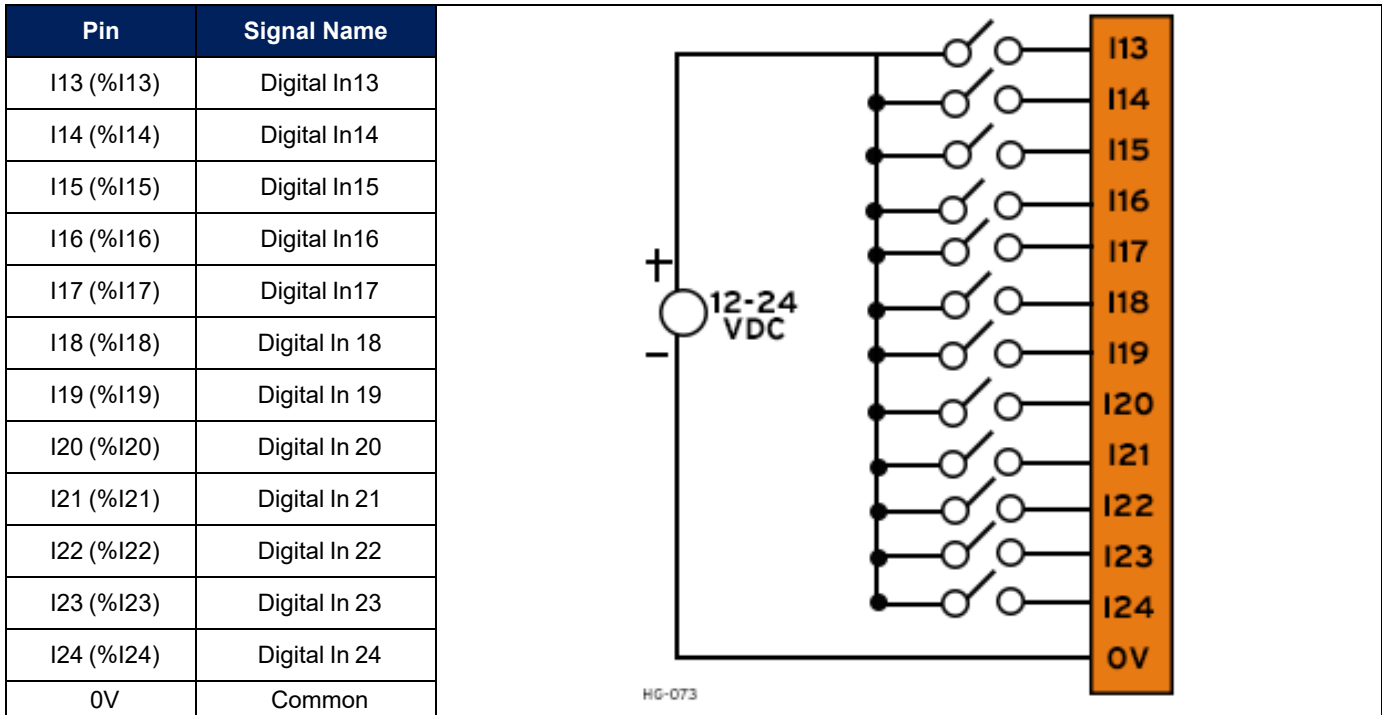 Pin Signal Name
I13 (%I13) Digital In13
I14 (%I14) Digital In14
I15 (%I15) Digital In15
I16 (%I16) Digital In16
I17 (%I17) Digital In17
I18 (%I18) Digital In 18
I19 (%I19) Digital In 19
I20 (%I20) Digital In 20
I21 (%I21) Digital In 21
I22 (%I22) Digital In 22
I23 (%I23) Digital In 23
I24 (%I24) Digital In 24
0V Common
+
12-24
VDC
−
I13
I14
I15
I16
I17
I18
I19
I20
I21
I22
I23
I24
0V
HG-073